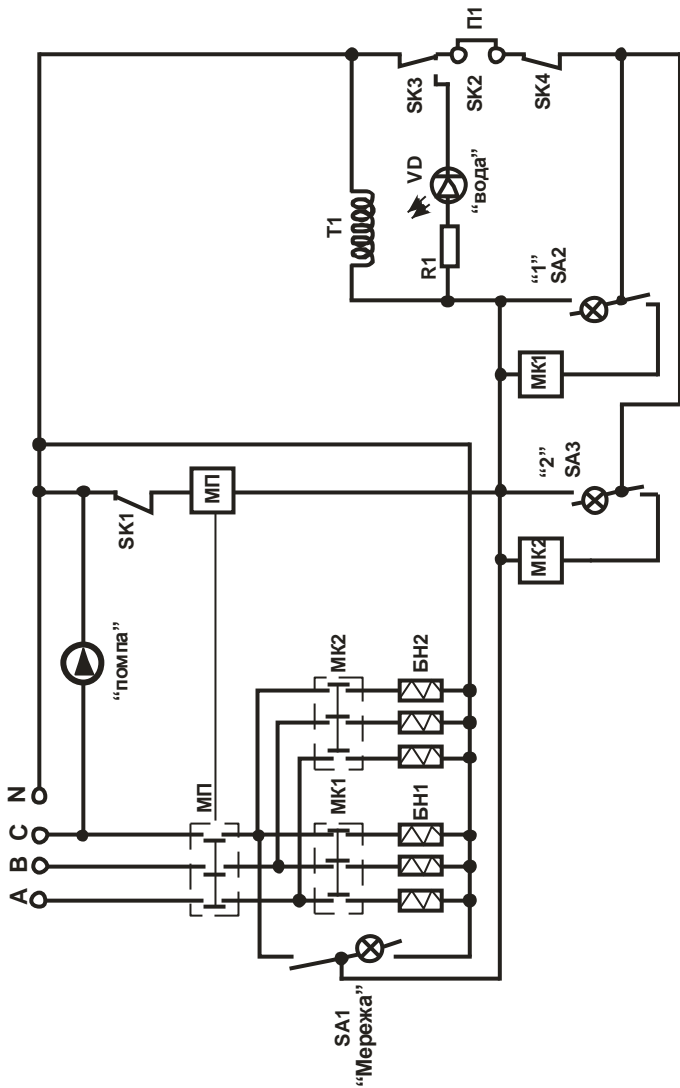 A
B
C
N
“помпа”
SK1
МП
МП
МК1
МК2
БН1
БН2
SA1
“Мережа”
МК2
“2”
SA3
МК1
“1”
SA2
T1
R1
VD
“вода”
SK3
SK2
П1
SK4